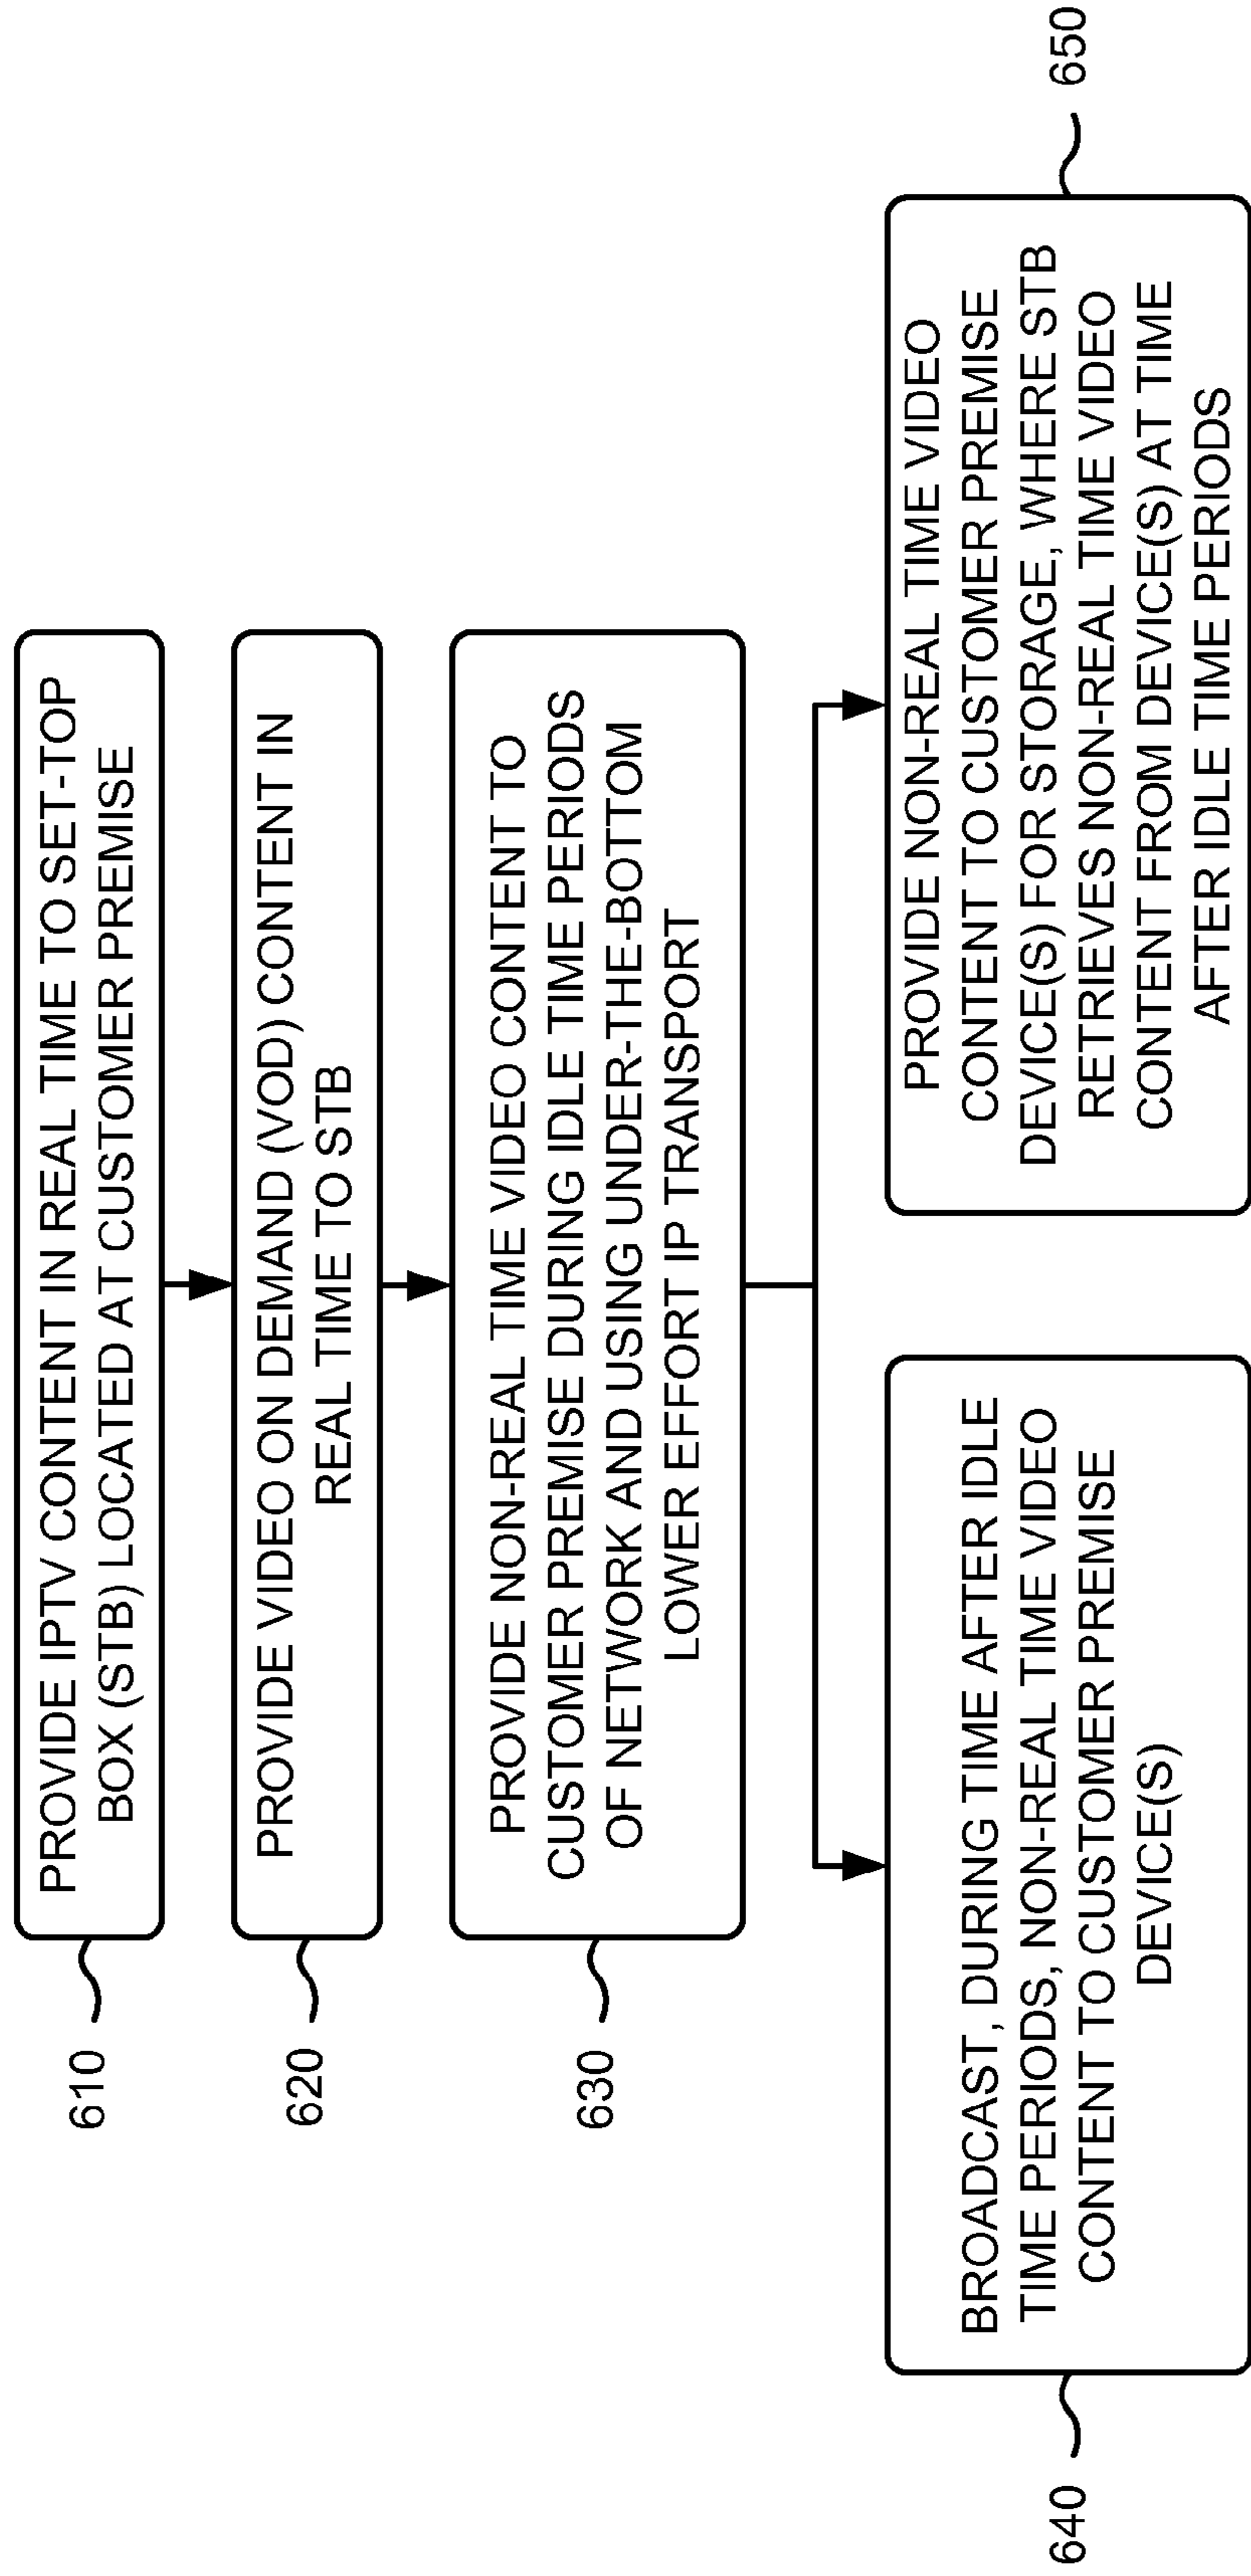 610
PROVIDE IPTV CONTENT IN REAL TIME TO SET-TOP
BOX (STB) LOCATED AT CUSTOMER PREMISE
620
PROVIDE VIDEO ON DEMAND (VOD) CONTENT IN
REAL TIME TO STB
630
PROVIDE NON-REAL TIME VIDEO CONTENT TO
CUSTOMER PREMISE DURING IDLE TIME PERIODS
OF NETWORK AND USING UNDER-THE-BOTTOM
LOWER EFFORT IP TRANSPORT
640
BROADCAST, DURING TIME AFTER IDLE
TIME PERIODS, NON-REAL TIME VIDEO
CONTENT TO CUSTOMER PREMISE
DEVICE(S)
650
PROVIDE NON-REAL TIME VIDEO
CONTENT TO CUSTOMER PREMISE
DEVICE(S) FOR STORAGE, WHERE STB
RETRIEVES NON-REAL TIME VIDEO
CONTENT FROM DEVICE(S) AT TIME
AFTER IDLE TIME PERIODS